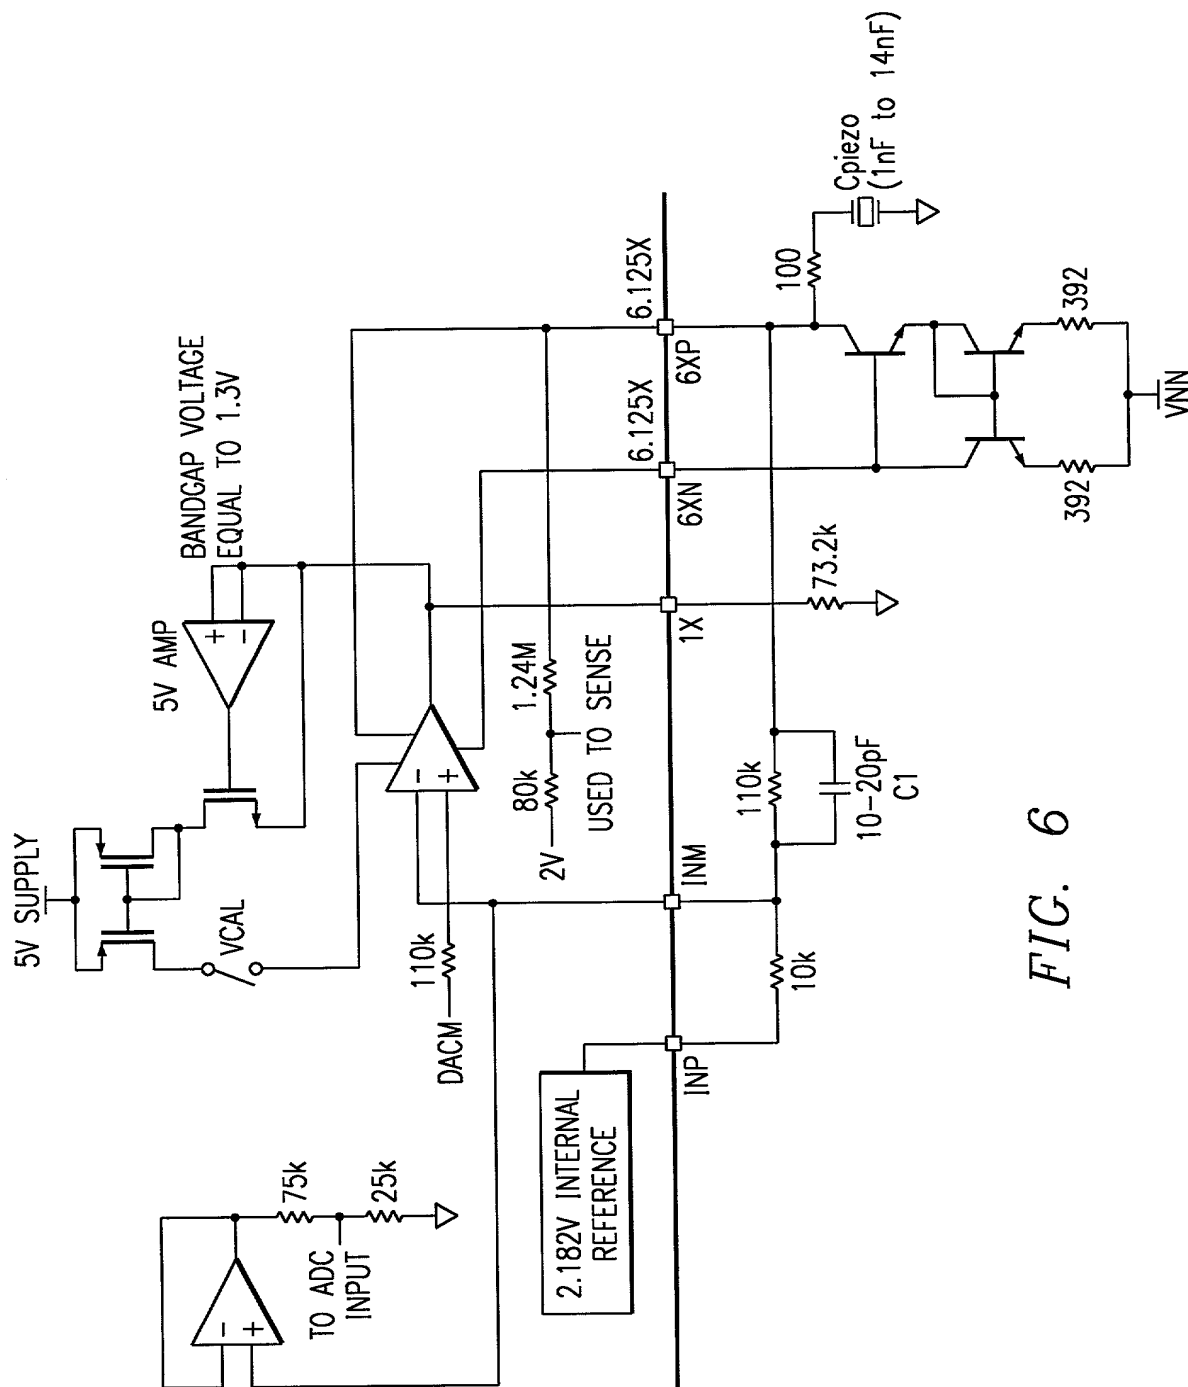 5V SUPPLY
VCAL
5V AMP
+
−
BANDGAP VOLTAGE
EQUAL TO 1.3V
−
+
TO ADC
INPUT
75k
25k
DACM
110k
−
+
2V
80k
1.24M
USED TO SENSE
2.182V INTERNAL
REFERENCE
INP
INM
1X
6XN
6.125X
6XP
6.125X
10k
110k
10-20pF
C1
73.2k
100
Cpiezo
(1nF to 14nF)
392
392
VNN
FIG. 6